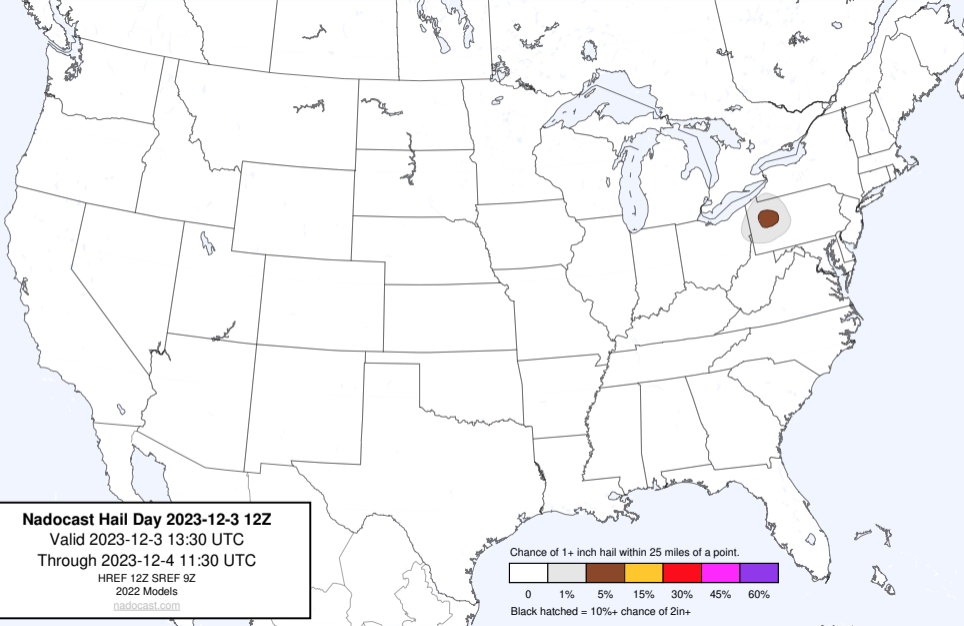 Nadocast Hail Day 2023-12-3 12Z
Valid 2023-12-3 13:30 UTC
Through 2023-12-4 11:30 UTC
HREF 12Z SREF 9Z
2022 Models
nadocast.com
Chance of 1+ inch hail within 25 miles of a point.
0 1% 5% 15% 30% 45% 60%
Black hatched = 10%+ chance of 2in+